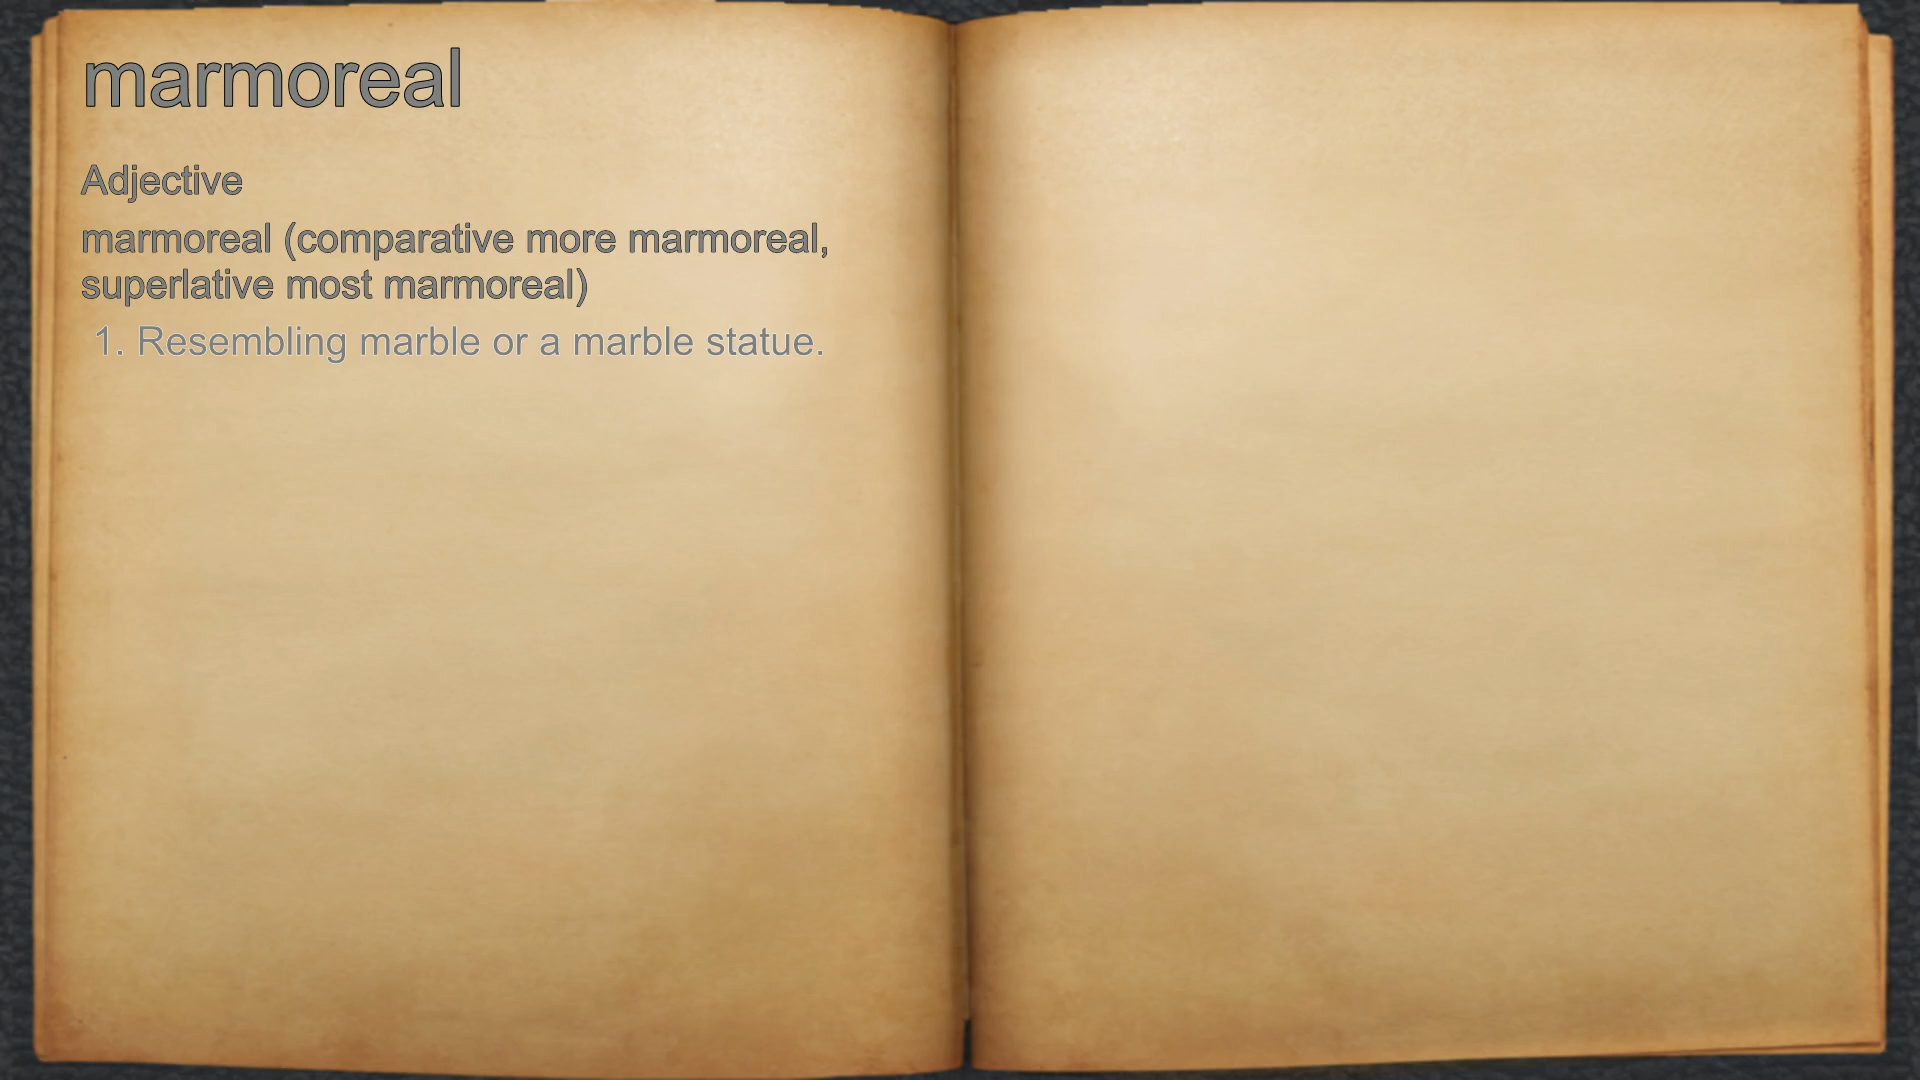 marmoreal
Adjective
marmoreal (comparative more marmoreal,
superlative most marmoreal)
1. Resembling marble or a marble statue.